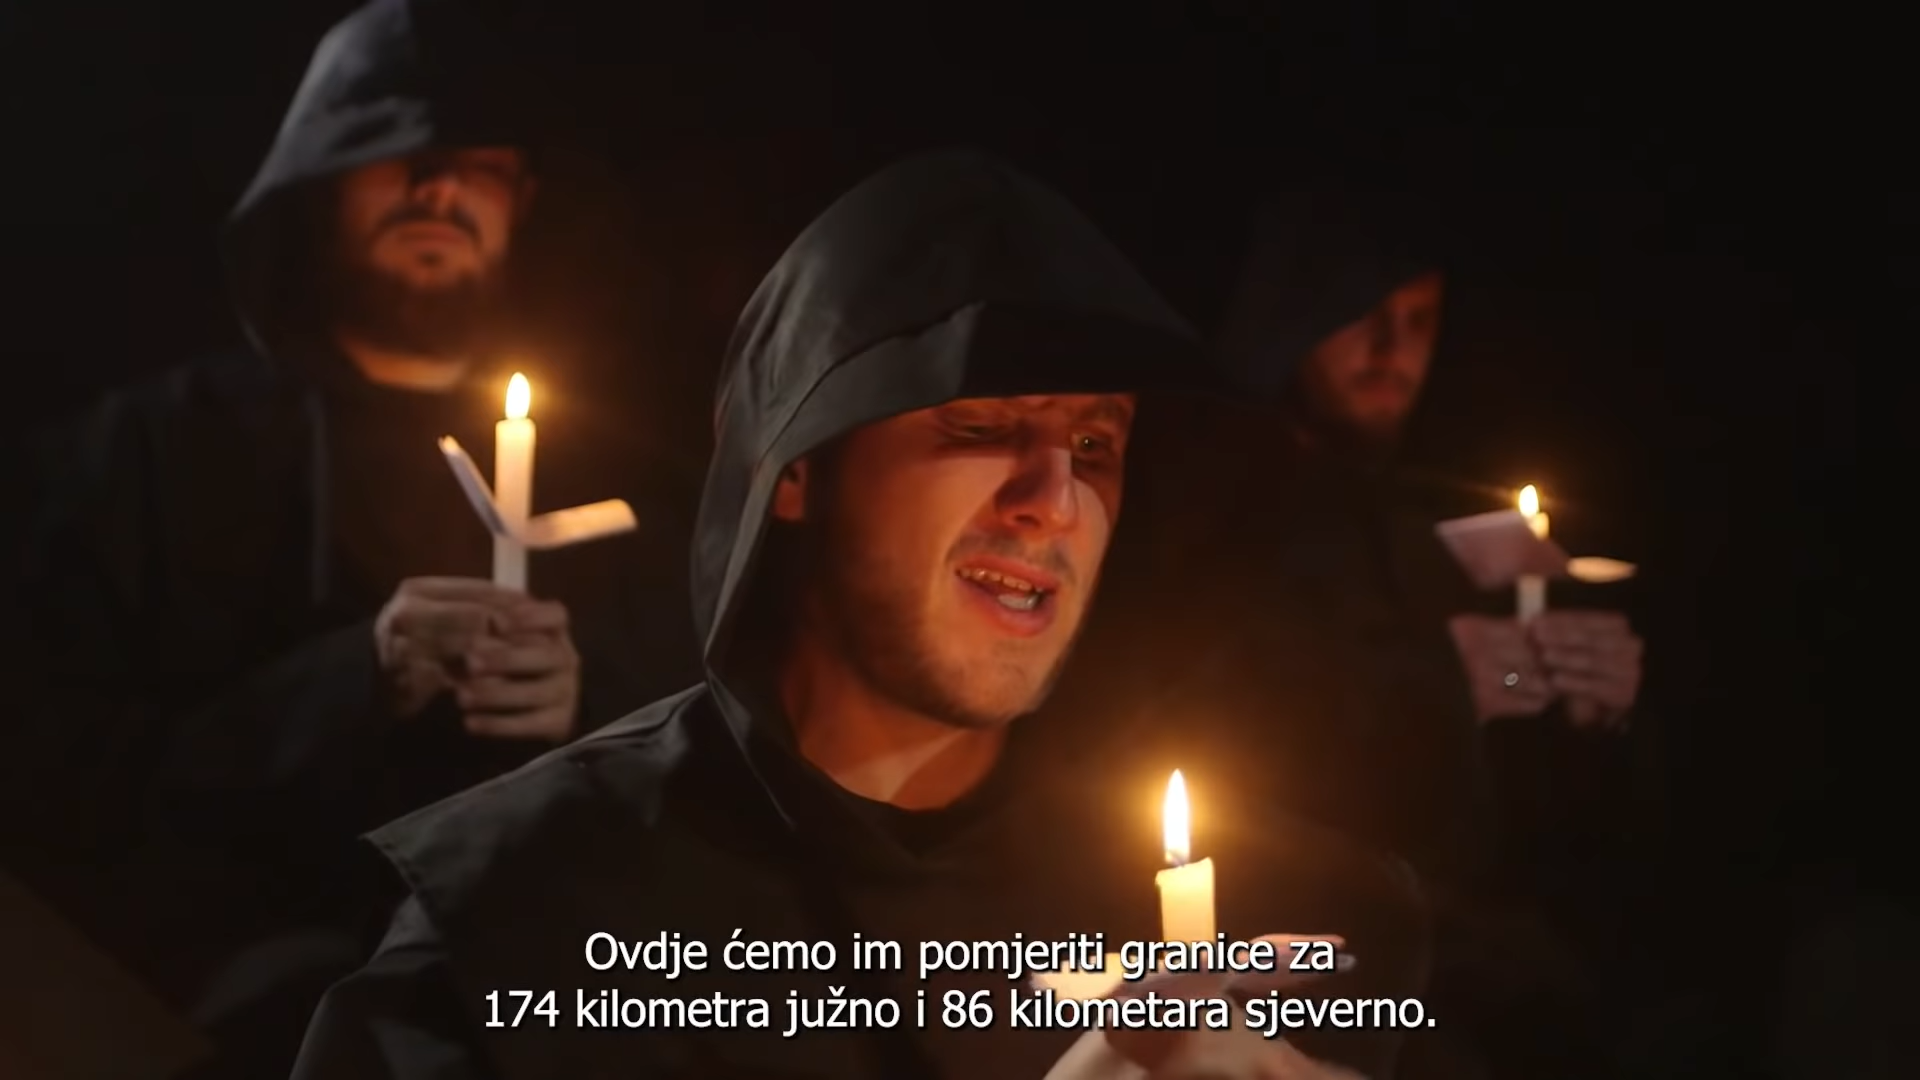 Ovdje ćemo im pomjeriti granice za
174 kilometra južno i 86 kilometara sjeverno.